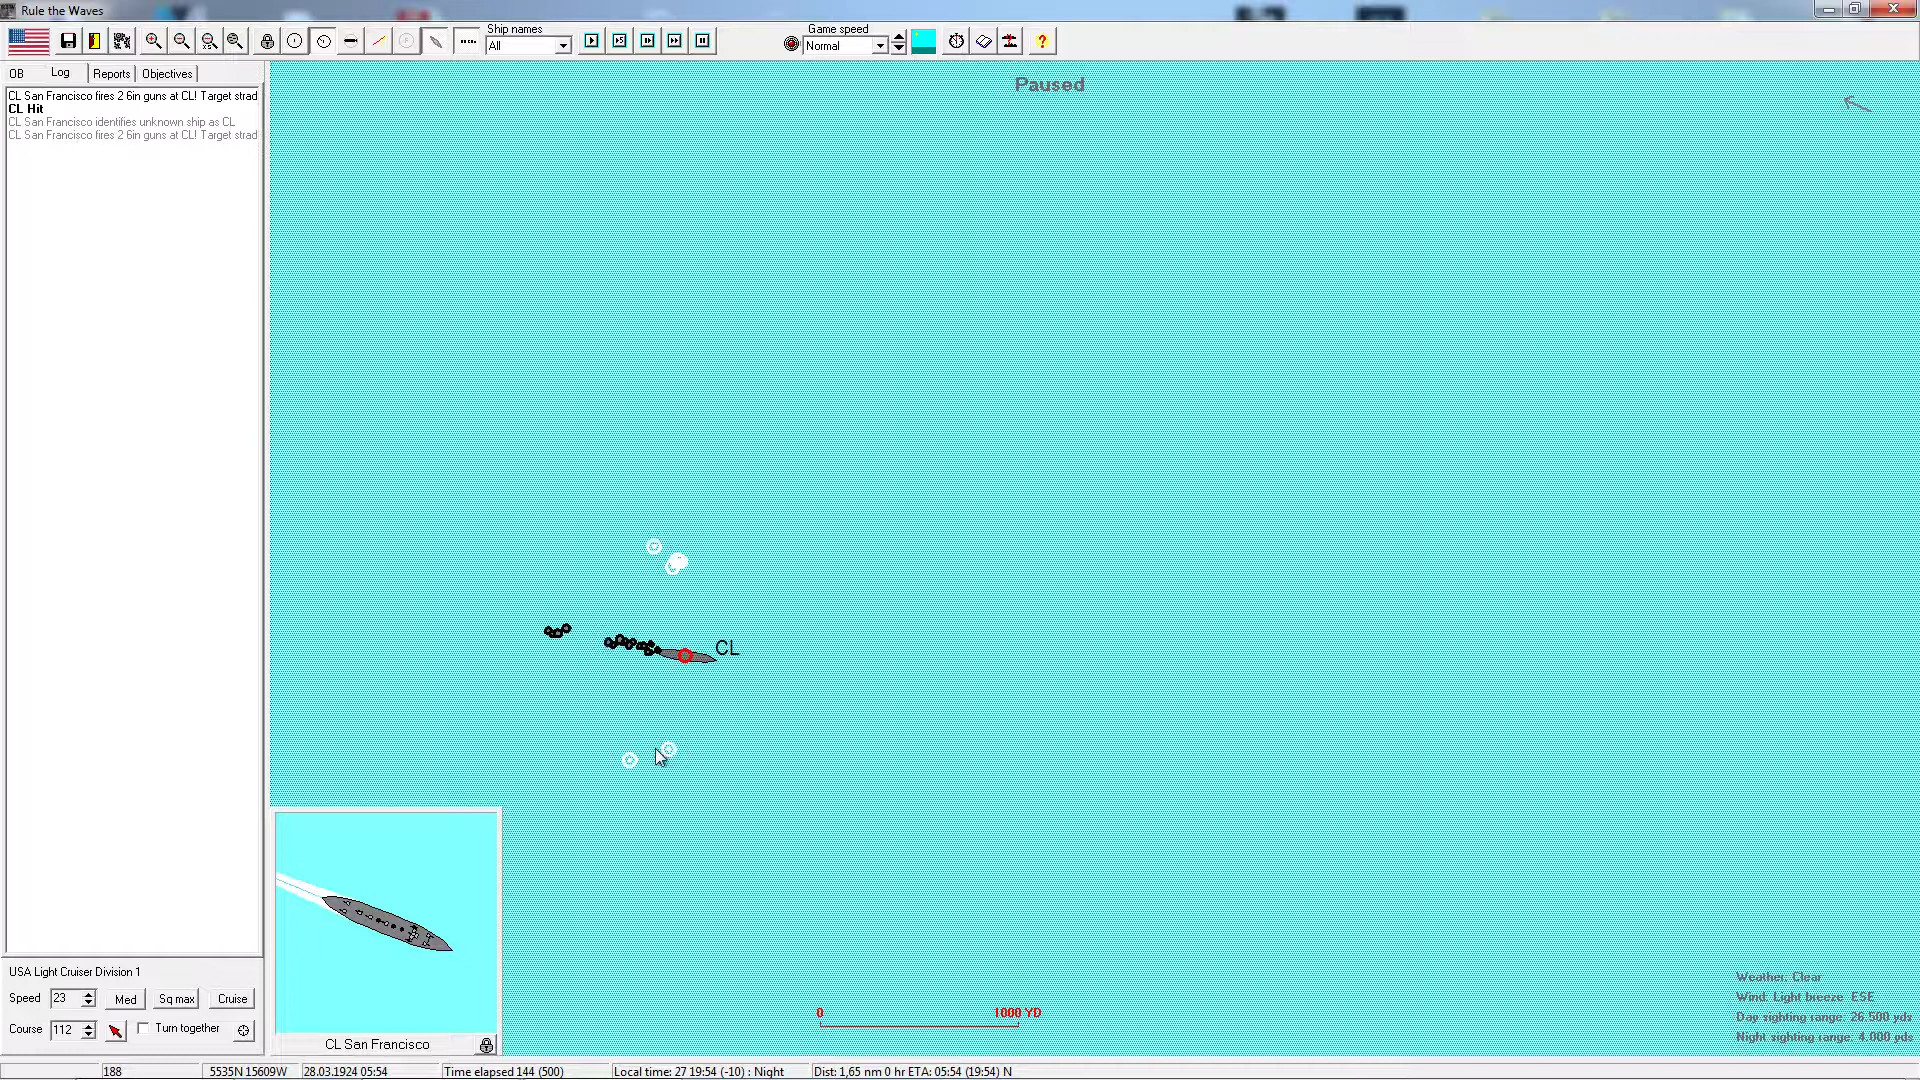 Rule the Waves
Ship names
All
Game speed
Normal
OB
Log
Reports
Objectives
CL San Francisco fires 2 6in guns at CL! Target strad
CL Hit
CL San Francisco identifies unknown ship as CL
CL San Francisco fires 2 6in guns at CL! Target strad
Paused
CL
USA Light Cruiser Division 1
Speed 23 Med Sq max Cruise
Course 112 Turn together
CL San Francisco
0 1000 YD
Weather: Clear
Wind: Light breeze ESE
Day sighting range: 26.500 yds
Night sighting range: 4.000 yds
188 5535N 15609W 28.03.1924 05:54 Time elapsed 144 (500) Local time: 27 19:54 (-10) : Night Dist: 1,65 nm 0 hr ETA: 05:54 (19:54) N